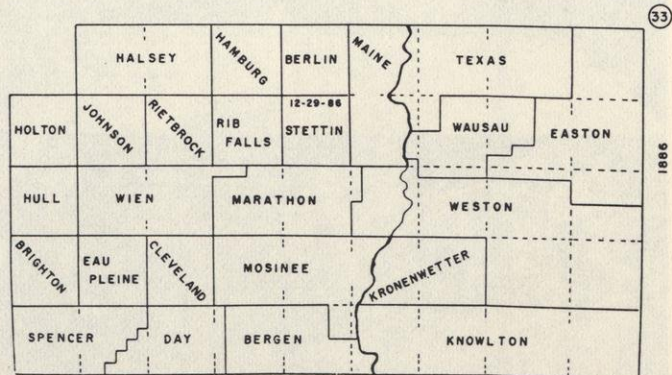 33
HALSEY
HAMBURG
BERLIN
MAINE
TEXAS
HOLTON
JOHNSON
RIETBROCK
RIB
FALLS
12-29-86
STETTIN
WAUSAU
EASTON
1886
HULL
WIEN
MARATHON
WESTON
BRIGHTON
EAU
PLEINE
CLEVELAND
MOSINEE
KRONENWETTER
SPENCER
DAY
BERGEN
KNOWLTON